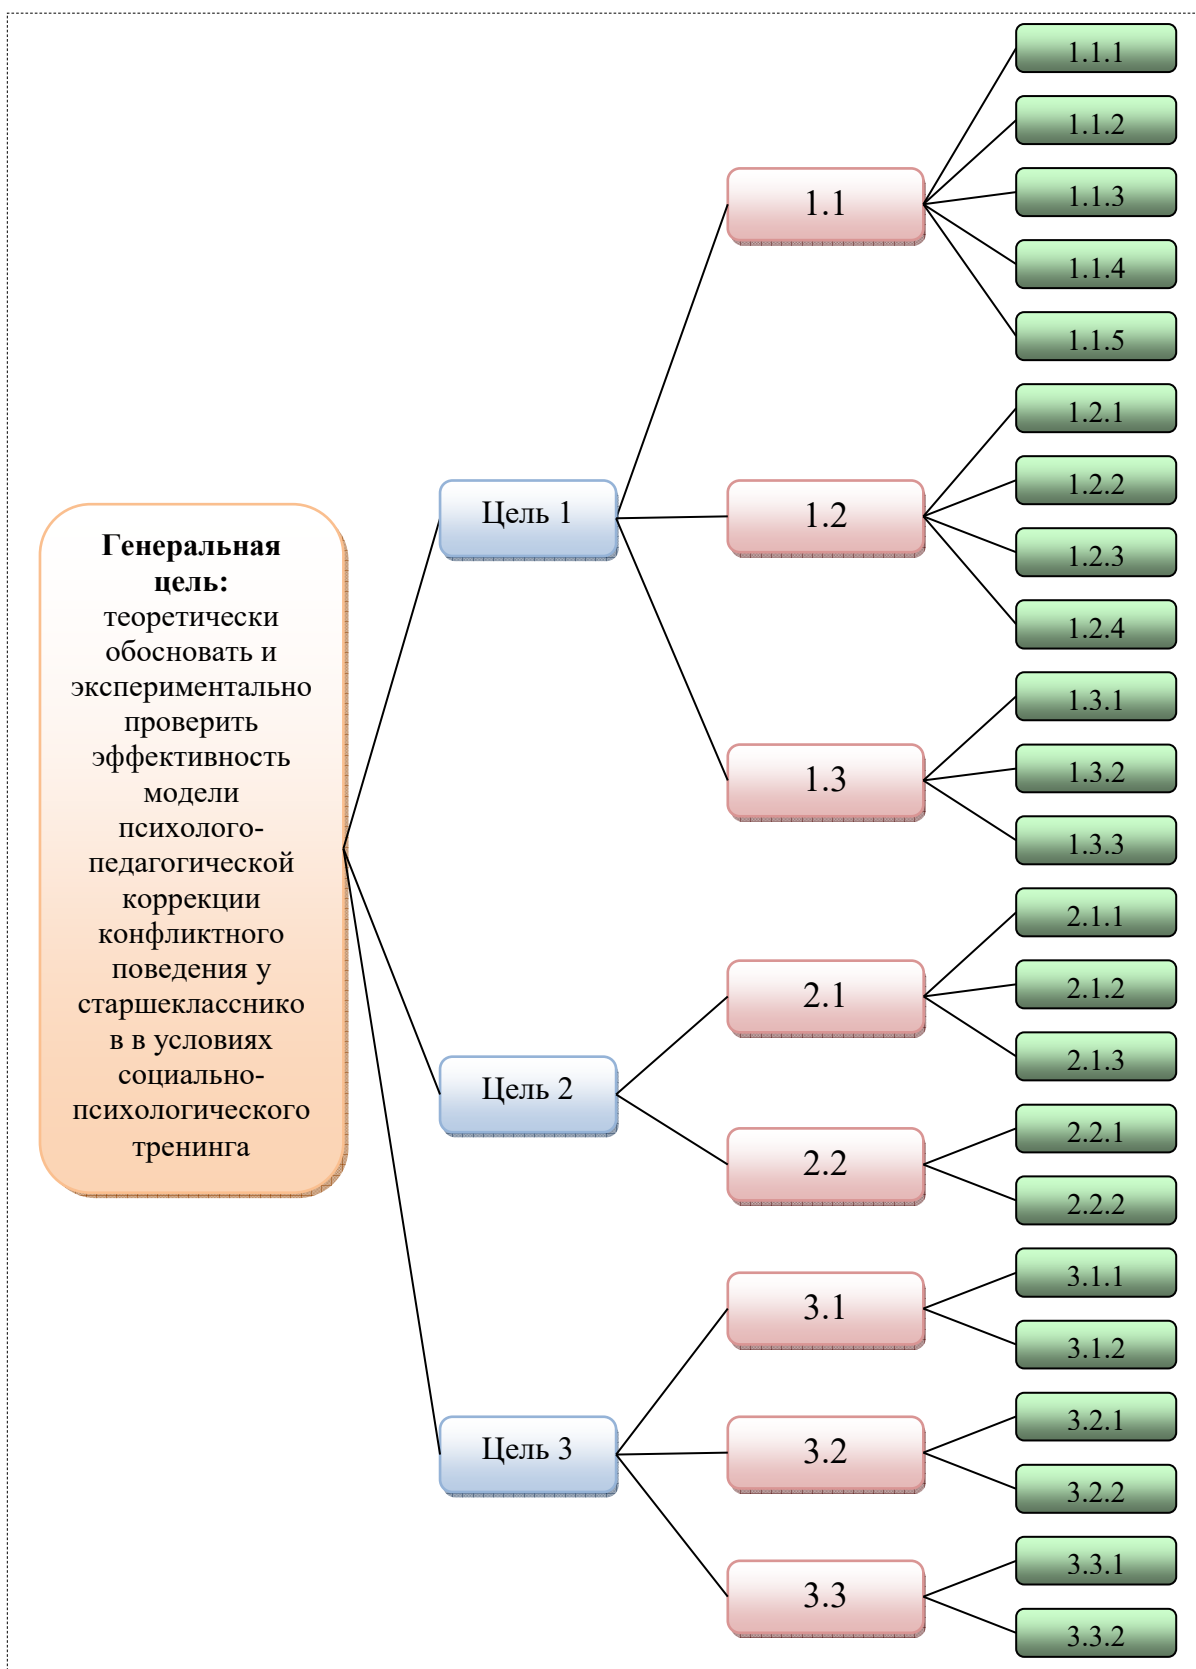 Генеральная
цель:
теоретически
обосновать и
экспериментально
проверить
эффективность
модели
психолого-
педагогической
коррекции
конфликтного
поведения у
старшекласснико
в в условиях
социально-
психологического
тренинга
Цель 1
1.1
1.1.1
1.1.2
1.1.3
1.1.4
1.1.5
1.2
1.2.1
1.2.2
1.2.3
1.2.4
1.3
1.3.1
1.3.2
1.3.3
Цель 2
2.1
2.1.1
2.1.2
2.1.3
2.2
2.2.1
2.2.2
Цель 3
3.1
3.1.1
3.1.2
3.2
3.2.1
3.2.2
3.3
3.3.1
3.3.2